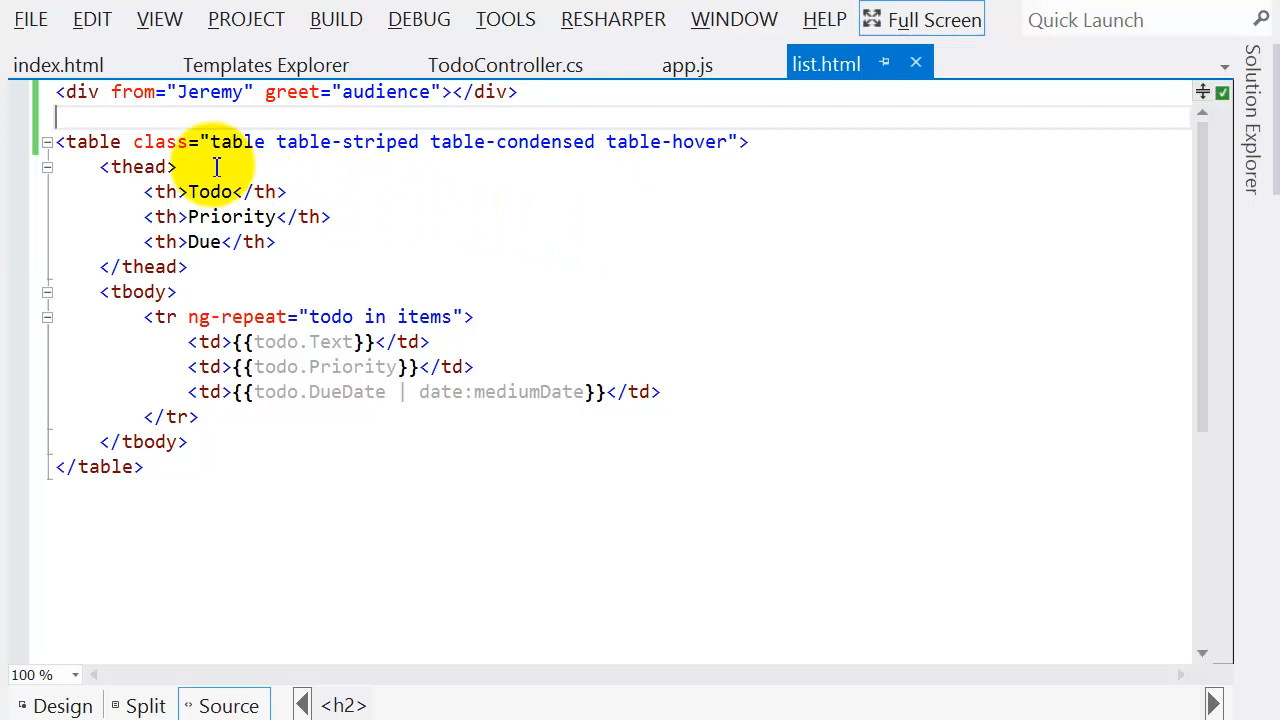 FILE EDIT VIEW PROJECT BUILD DEBUG TOOLS RESHARPER WINDOW HELP Full Screen Quick Launch
index.html Templates Explorer TodoController.cs app.js list.html
<div from="Jeremy" greet="audience"></div>
<table class="table table-striped table-condensed table-hover">
<thead>
<th>Todo</th>
<th>Priority</th>
<th>Due</th>
</thead>
<tbody>
<tr ng-repeat="todo in items">
<td>{{todo.Text}}</td>
<td>{{todo.Priority}}</td>
<td>{{todo.DueDate | date:mediumDate}}</td>
</tr>
</tbody>
</table>
Solution Explorer
100 %
Design Split Source <h2>